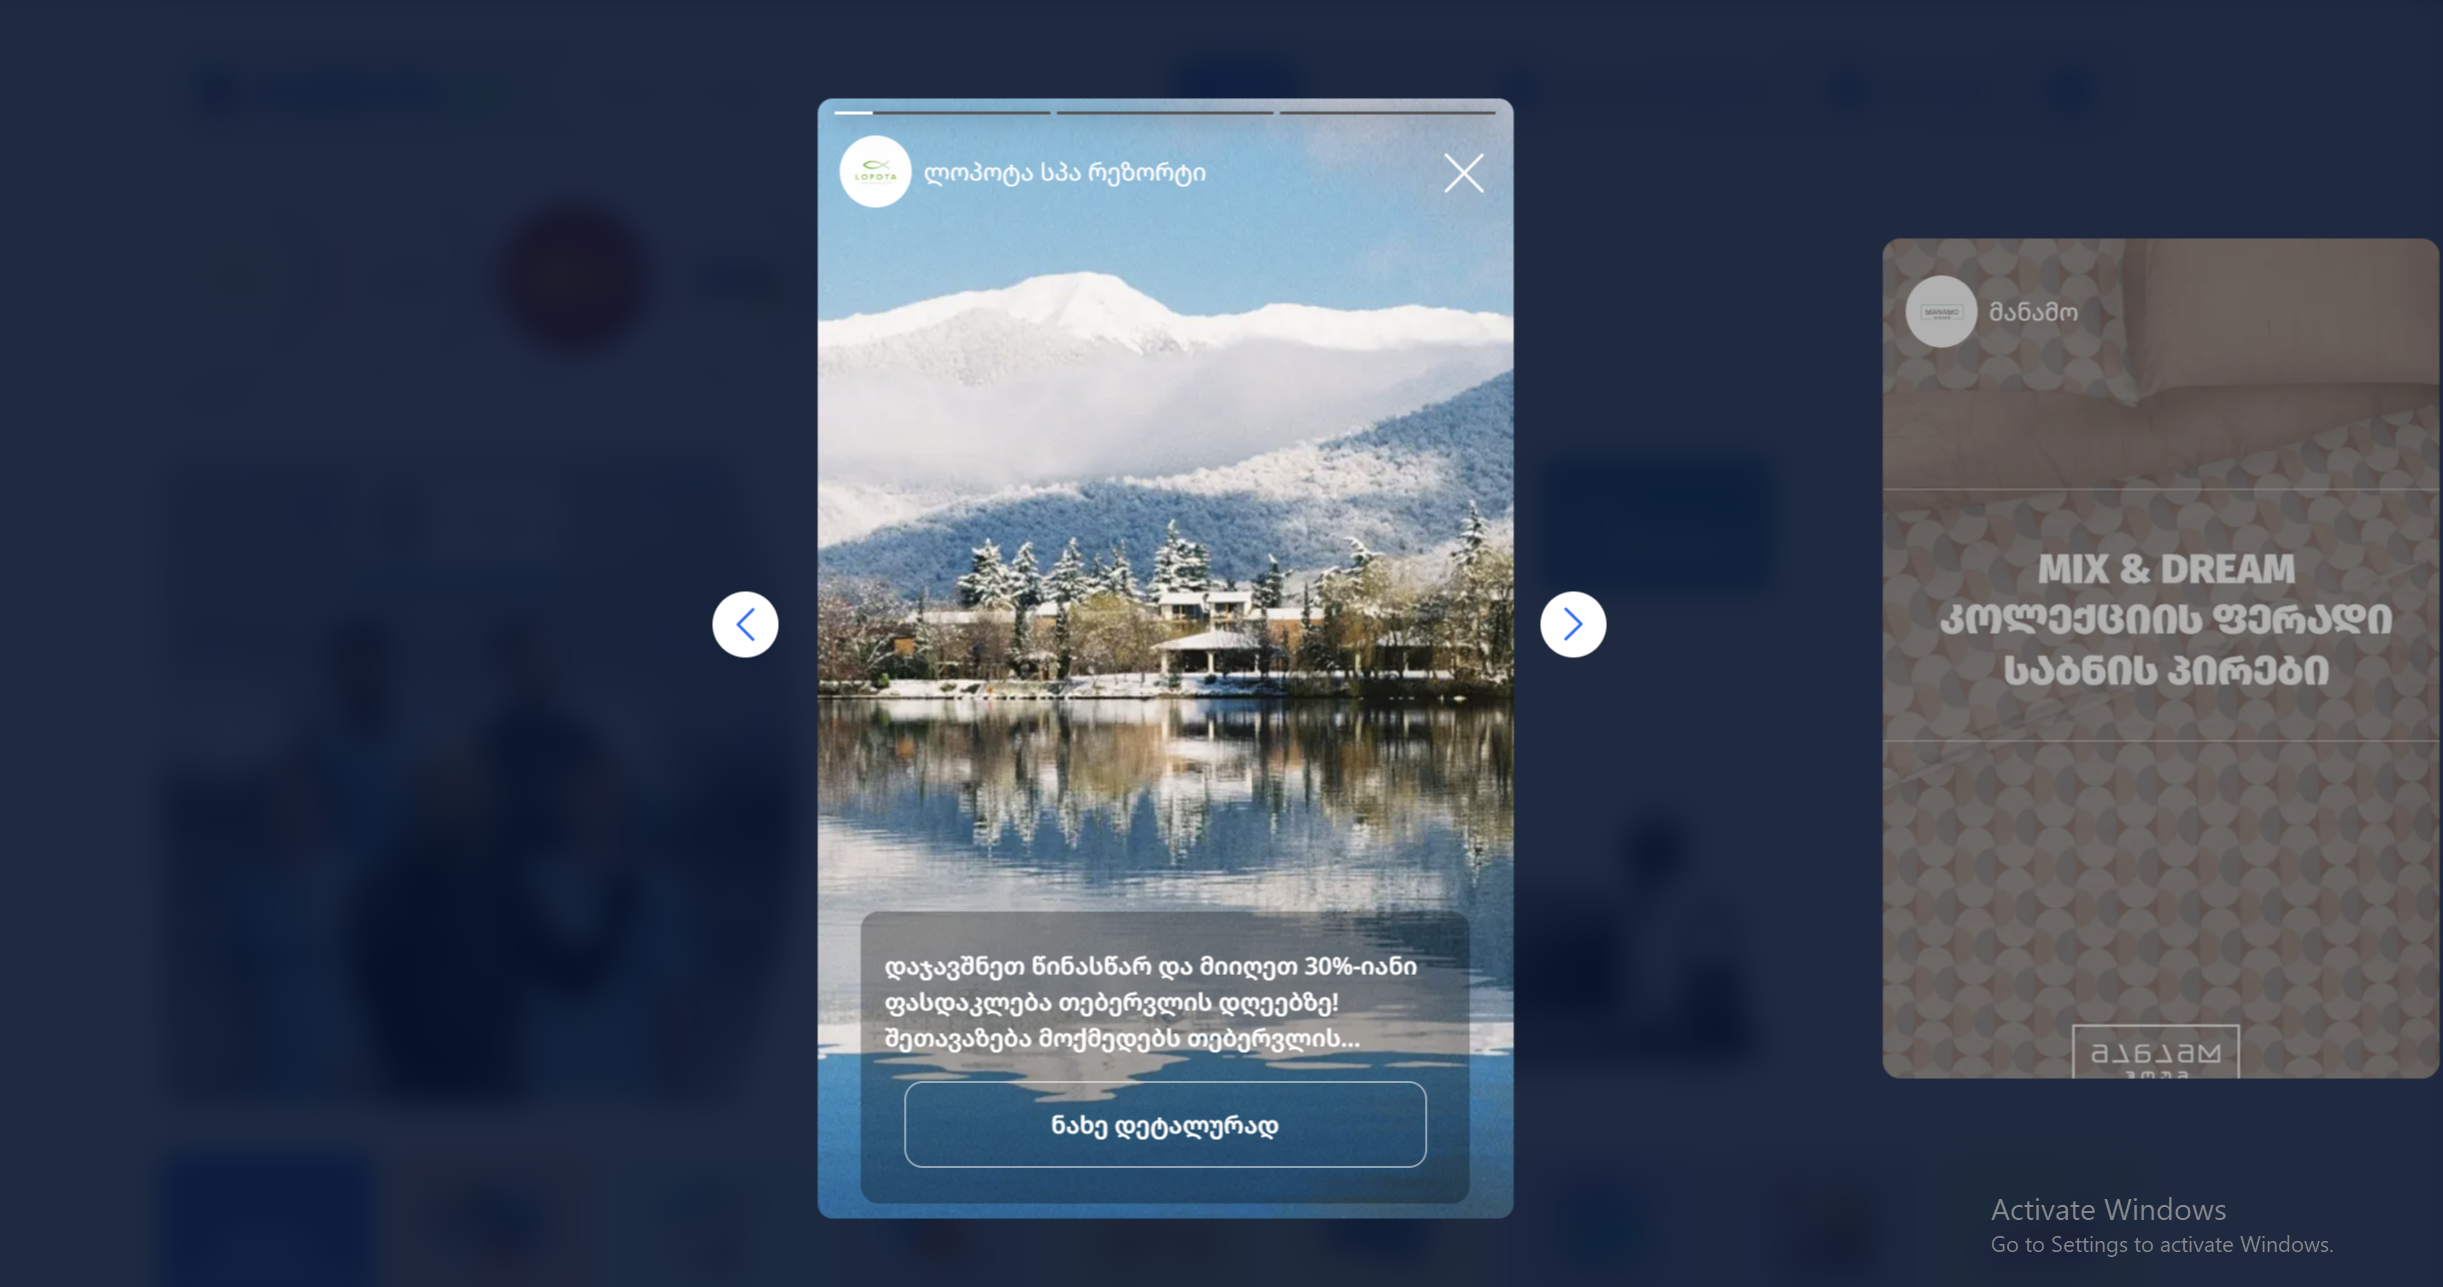 LOPOTA
ლოპოტა სპა რეზორტი
დაჯავშნეთ წინასწარ და მიიღეთ 30%-იანი
ფასდაკლება თებერვლის დღეებზე!
შეთავაზება მოქმედებს თებერვლის...
ნახე დეტალურად
MANAMO
მანამო
MIX & DREAM
კოლექციის ფერადი
საბნის პირები
Activate Windows
Go to Settings to activate Windows.